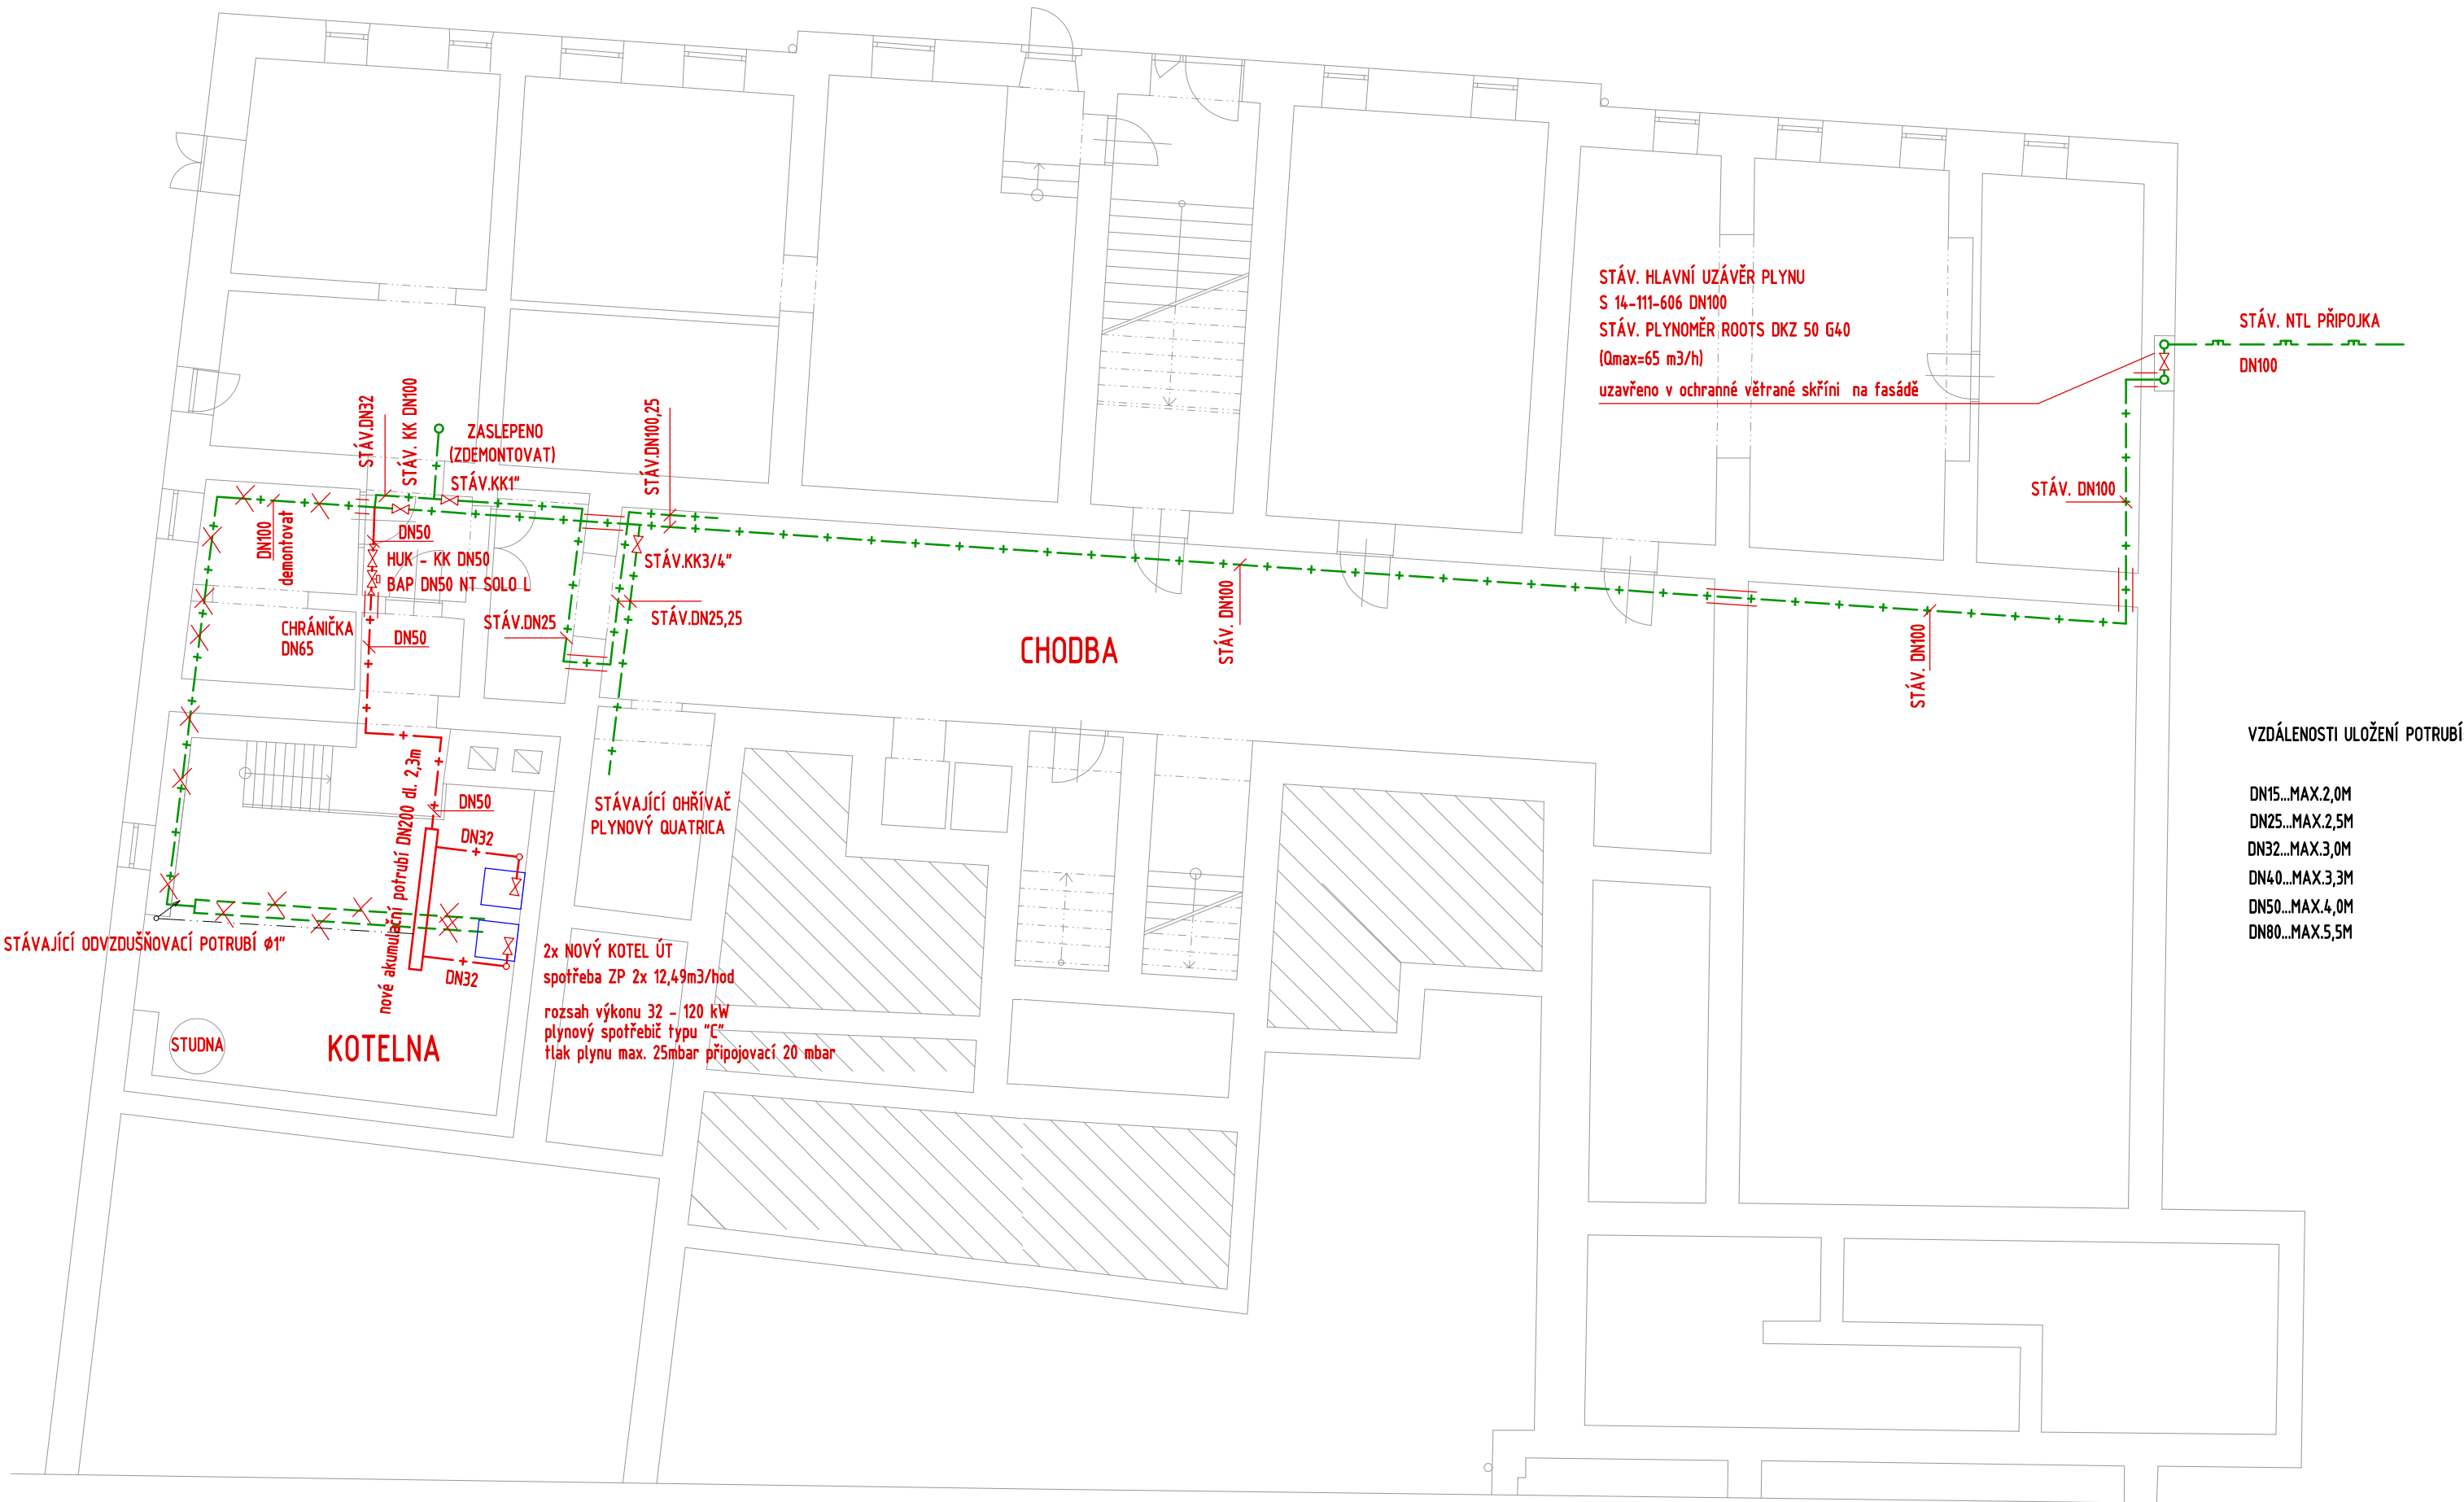 STÁV. HLAVNÍ UZÁVĚR PLYNU
S 14-111-606 DN100
STÁV. PLYNOMĚR ROOTS DKZ 50 G40
(Qmax=65 m3/h)
uzavřeno v ochranné větrané skříni na fasádě
STÁV. NTL PŘIPOJKA
DN100
STÁV.DN32
STÁV. KK DN100
ZASLEPENO
(ZDEMONTOVAT)
STÁV.KK1"
STÁV.DN100,25
STÁV. DN100
DN100
demontovat
DN50
HUK - KK DN50
BAP DN50 NT SOLO L
STÁV.KK3/4"
STÁV.DN25
STÁV.DN25,25
CHRÁNIČKA
DN65
DN50
CHODBA
STÁV. DN100
STÁV. DN100
VZDÁLENOSTI ULOŽENÍ POTRUBÍ
DN15...MAX.2,0M
DN25...MAX.2,5M
DN32...MAX.3,0M
DN40...MAX.3,3M
DN50...MAX.4,0M
DN80...MAX.5,5M
nové akumulační potrubí DN200 dl. 2,3m
DN50
DN32
STÁVAJÍCÍ OHŘÍVAČ
PLYNOVÝ QUATRICA
STÁVAJÍCÍ ODVZDUŠŇOVACÍ POTRUBÍ ø1"
DN32
2x NOVÝ KOTEL ÚT
spotřeba ZP 2x 12,49m3/hod
rozsah výkonu 32 - 120 kW
plynový spotřebič typu "C"
tlak plynu max. 25mbar připojovací 20 mbar
STUDNA
KOTELNA